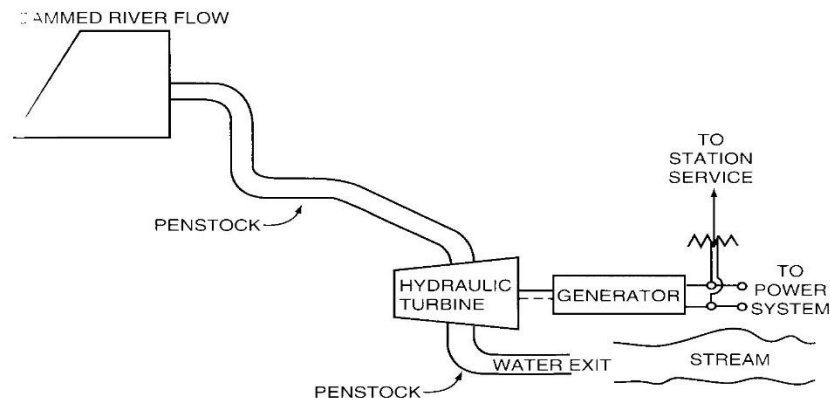 AMMED RIVER FLOW
TO
STATION
SERVICE
PENSTOCK
HYDRAULIC
TURBINE
GENERATOR
TO
POWER
SYSTEM
WATER EXIT
STREAM
PENSTOCK